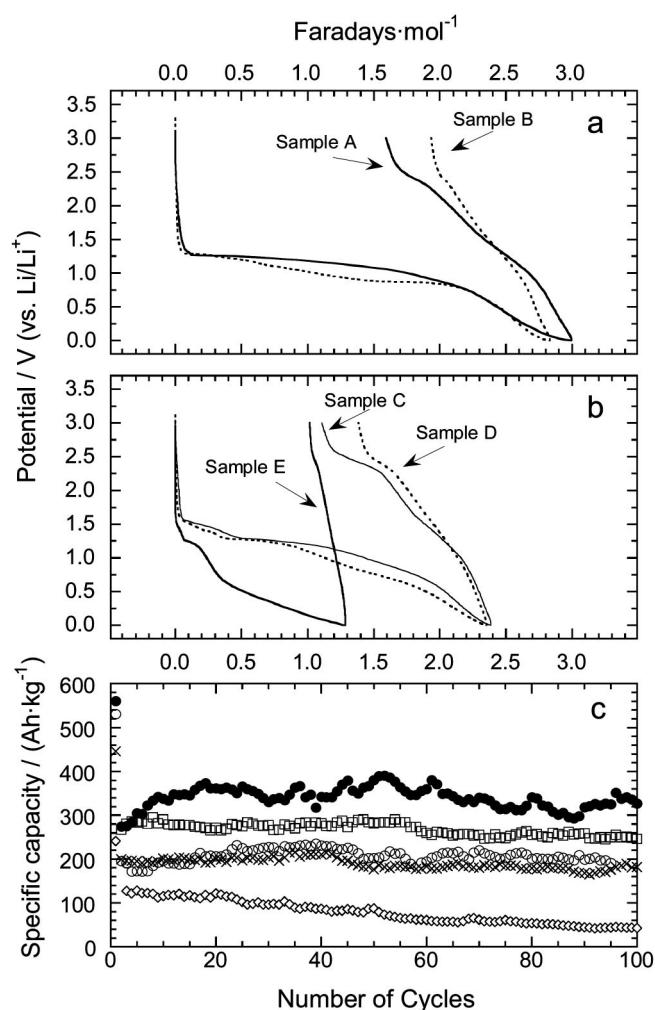 Faradays·mol⁻¹
0.0 0.5 1.0 1.5 2.0 2.5 3.0
3.5
3.0
2.5
2.0
1.5
1.0
0.5
0.0
a
Sample B
Sample A
Potential / V (vs. Li/Li⁺)
3.5
3.0
2.5
2.0
1.5
1.0
0.5
0.0
b
Sample C
Sample D
Sample E
0.0 0.5 1.0 1.5 2.0 2.5 3.0
Specific capacity / (Ah·kg⁻¹)
600
500
400
300
200
100
0
c
0 20 40 60 80 100
Number of Cycles